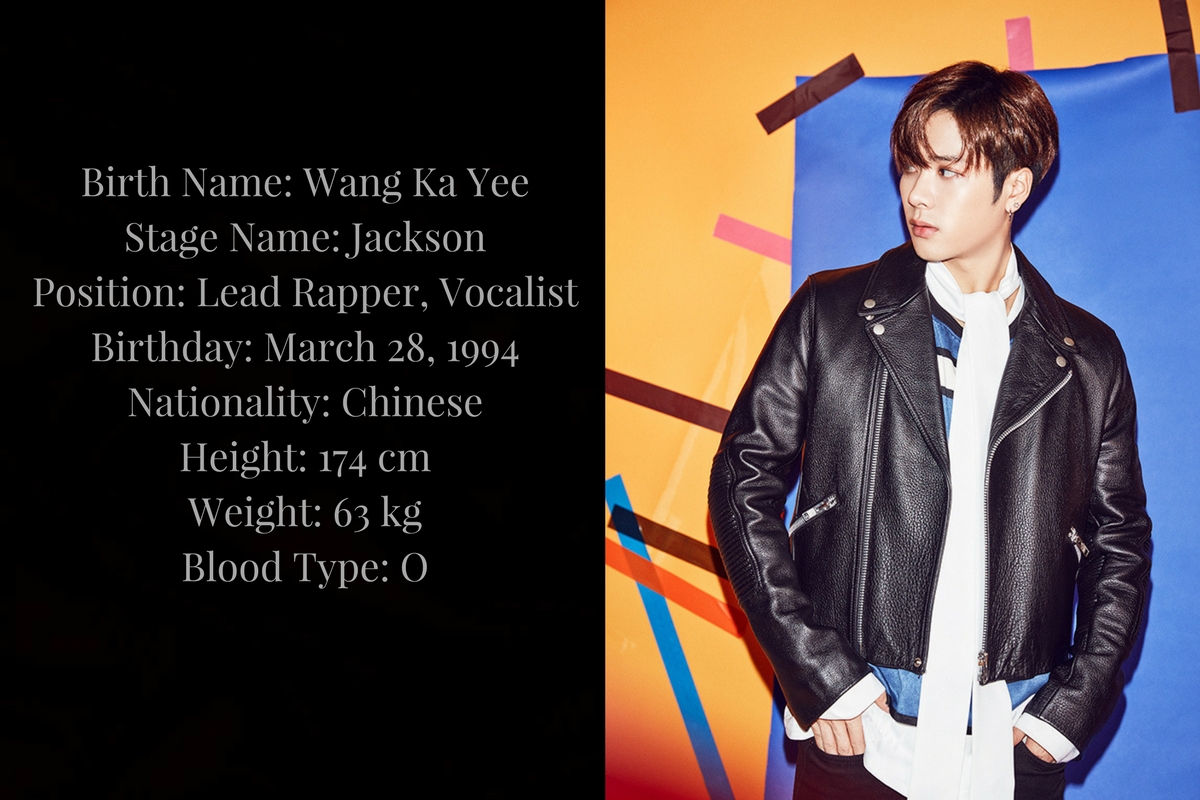 Birth Name: Wang Ka Yee
Stage Name: Jackson
Position: Lead Rapper, Vocalist
Birthday: March 28, 1994
Nationality: Chinese
Height: 174 cm
Weight: 63 kg
Blood Type: O